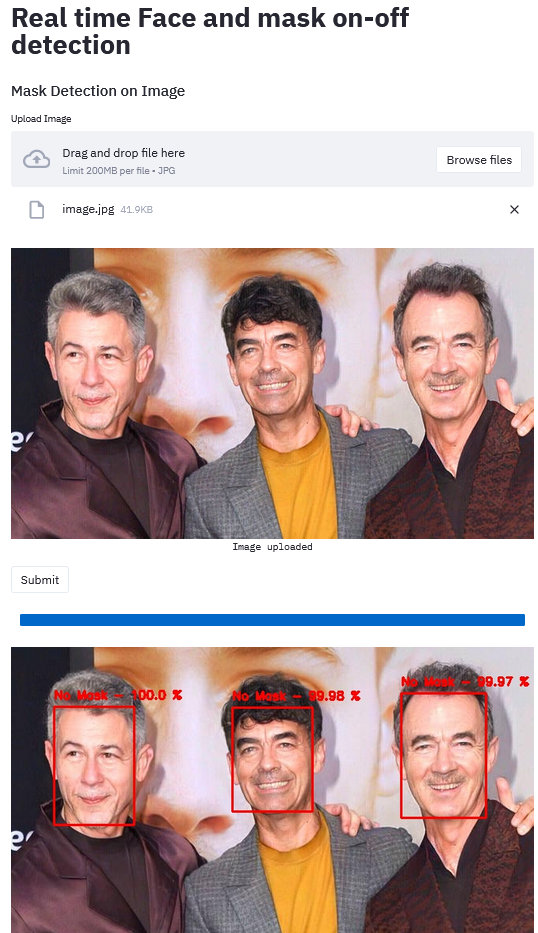 Real time Face and mask on-off
detection
Mask Detection on Image
Upload Image
Drag and drop file here
Limit 200MB per file • JPG
Browse files
image.jpg 41.9KB
Image uploaded
Submit
No Mask - 100.0 %
No Mask - 99.98 %
No Mask - 99.97 %